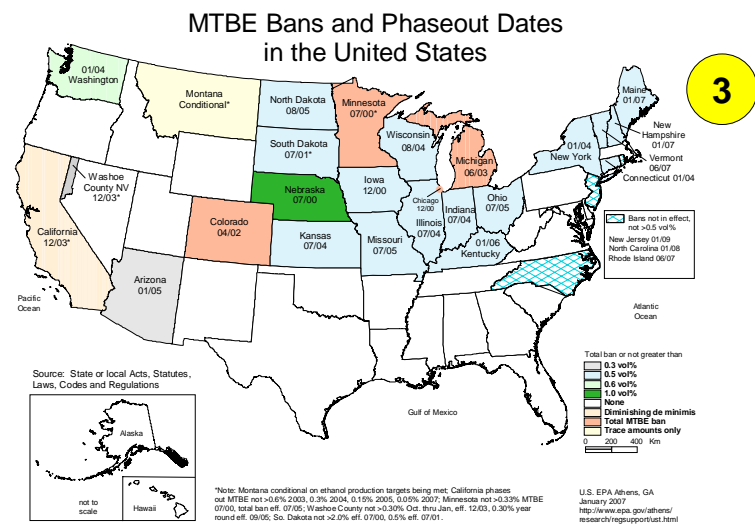 MTBE Bans and Phaseout Dates
in the United States
3
01/04
Washington
Montana
Conditional*
North Dakota
08/05
Minnesota
07/00*
South Dakota
07/01*
Wisconsin
08/04
Michigan
06/03
Maine
01/07
New
Hampshire
01/07
Vermont
06/07
Connecticut 01/04
01/04
New York
Washoe
County NV
12/03*
California
12/03*
Nebraska
07/00
Iowa
12/00
Chicago
12/00
Illinois
07/04
Indiana
07/04
Ohio
07/05
Colorado
04/02
Kansas
07/04
Missouri
07/05
01/06
Kentucky
Arizona
01/05
Bans not in effect,
not >0.5 vol%
New Jersey 01/09
North Carolina 01/08
Rhode Island 06/07
Pacific
Ocean
Atlantic
Ocean
Gulf of Mexico
Source: State or local Acts, Statutes,
Laws, Codes and Regulations
Alaska
not to
scale
Hawaii
Total ban or not greater than
0.3 vol%
0.5 vol%
0.6 vol%
1.0 vol%
None
Diminishing de minimis
Total MTBE ban
Trace amounts only
0 200 400 Km
*Note: Montana conditional on ethanol production targets being met; California phases
out MTBE not >0.6% 2003, 0.3% 2004, 0.15% 2005, 0.05% 2007; Minnesota not >0.33% MTBE
07/00, total ban eff. 07/05; Washoe County not >0.30% Oct. thru Jan, eff. 12/03, 0.30% year
round eff. 09/05; So. Dakota not >2.0% eff. 07/00, 0.5% eff. 07/01.
U.S. EPA Athens, GA
January 2007
http://www.epa.gov/athens/
research/regsupport/ust.html